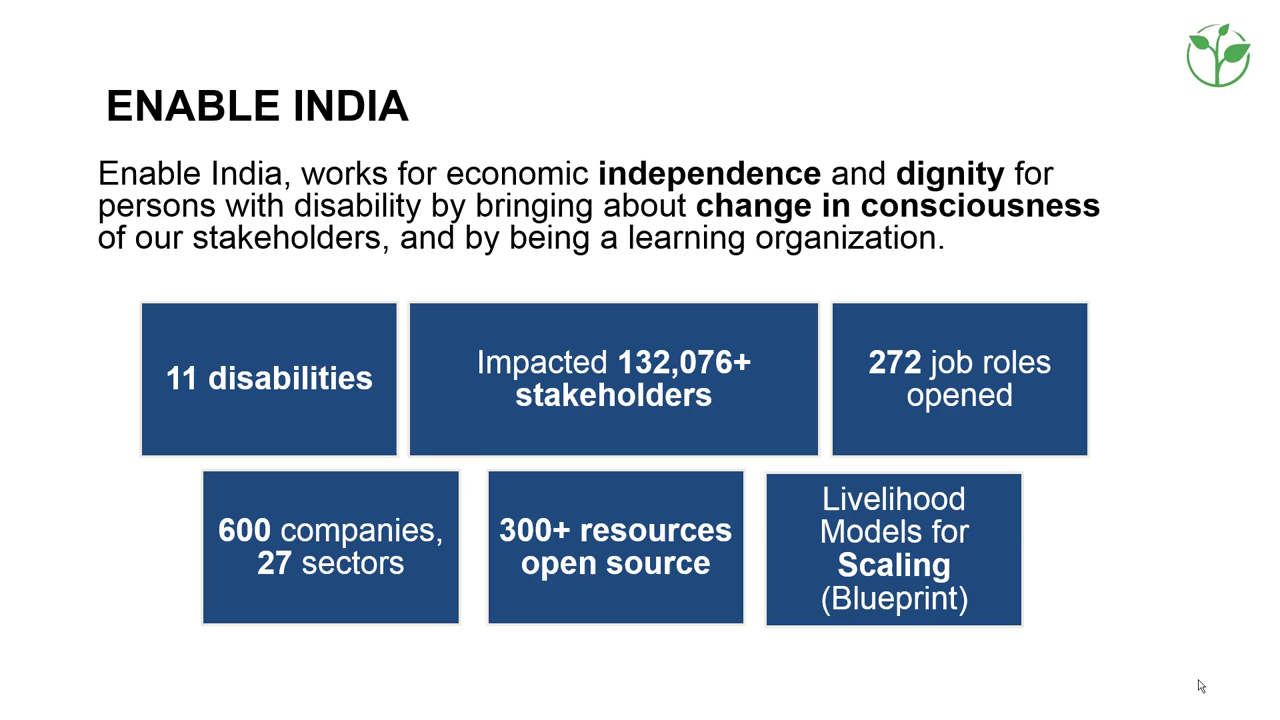 ENABLE INDIA
Enable India, works for economic independence and dignity for
persons with disability by bringing about change in consciousness
of our stakeholders, and by being a learning organization.
11 disabilities
Impacted 132,076+
stakeholders
272 job roles
opened
600 companies,
27 sectors
300+ resources
open source
Livelihood
Models for
Scaling
(Blueprint)